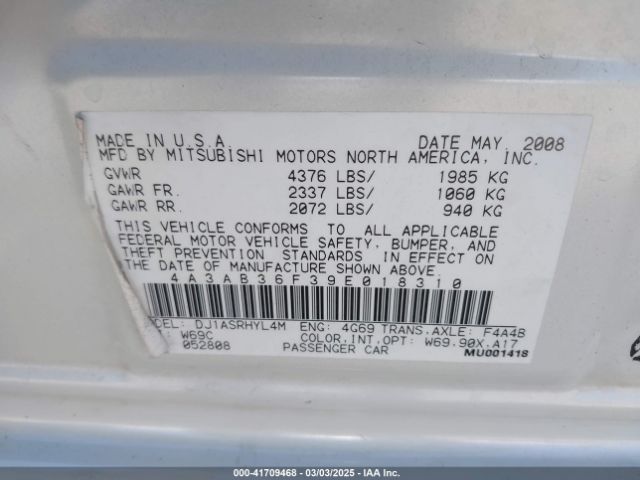 MADE IN U.S.A. DATE MAY, 2008
MFD BY MITSUBISHI MOTORS NORTH AMERICA, INC.
GVWR 4376 LBS/ 1985 KG
GAWR FR. 2337 LBS/ 1060 KG
GAWR RR. 2072 LBS/ 940 KG
THIS VEHICLE CONFORMS TO ALL APPLICABLE
FEDERAL MOTOR VEHICLE SAFETY, BUMPER, AND
THEFT PREVENTION STANDARDS IN EFFECT ON
THE DATE OF MANUFACTURE SHOWN ABOVE.
4A3AB36F39E018310
DEL: DJ1ASRHYL4M ENG: 4G69 TRANS.AXLE: F4A4B
: W69C COLOR,INT,OPT: W69.90X.A17
052808 PASSENGER CAR MU001418
000-41709468 - 03/03/2025 - IAA Inc.